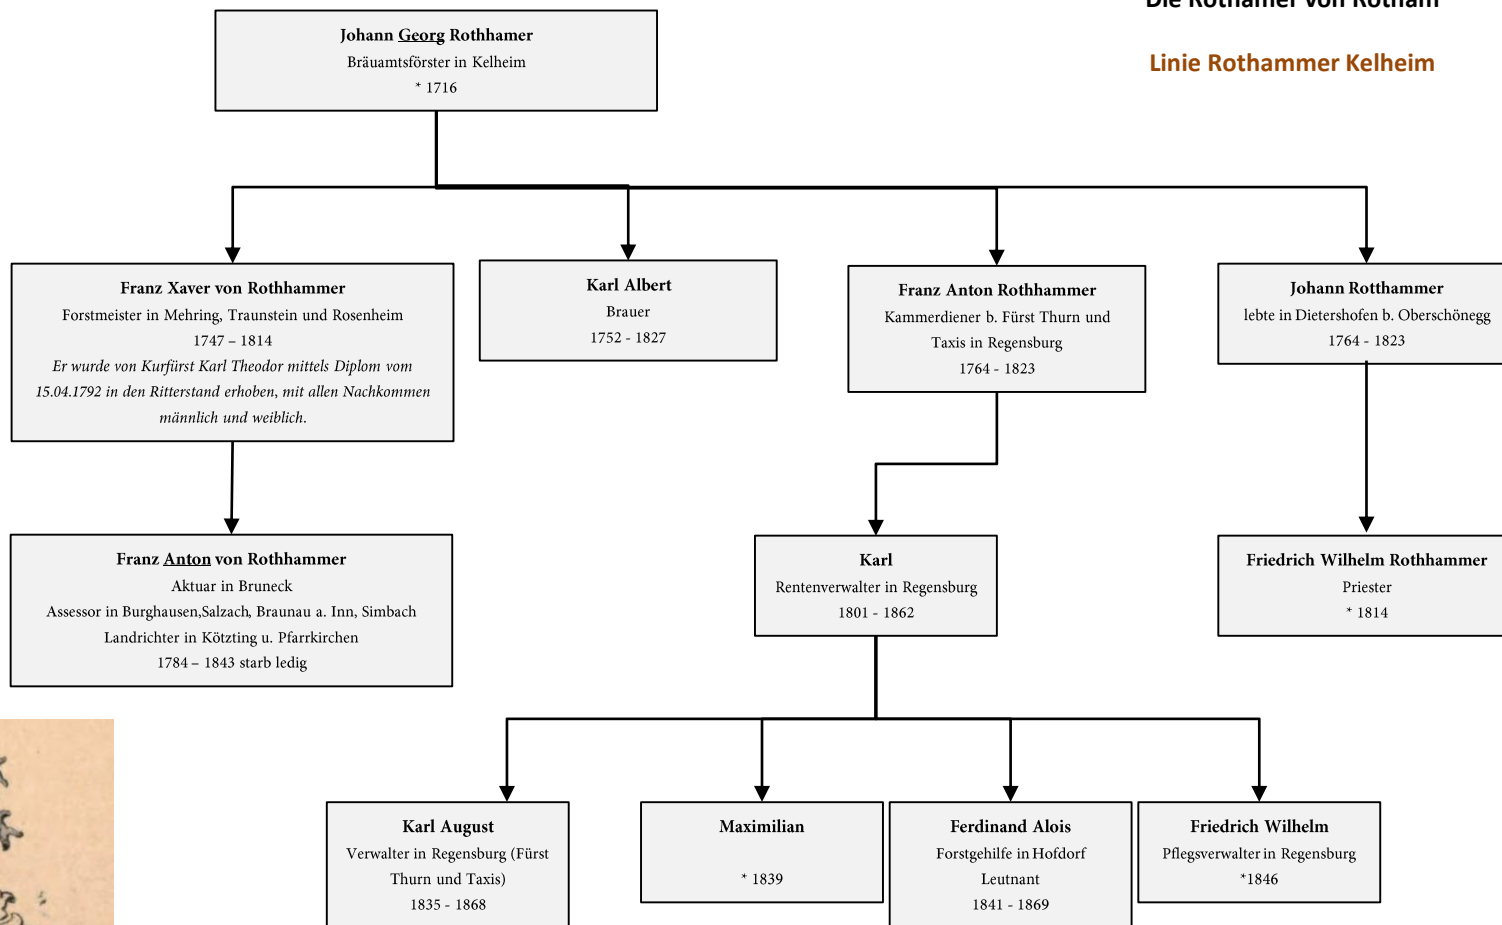 Die Rothamer von Rotham
Linie Rothammer Kelheim
Johann Georg Rothhamer
Bräuamtsförster in Kelheim
* 1716
Franz Xaver von Rothhammer
Forstmeister in Mehring, Traunstein und Rosenheim
1747 – 1814
Er wurde von Kurfürst Karl Theodor mittels Diplom vom
15.04.1792 in den Ritterstand erhoben, mit allen Nachkommen
männlich und weiblich.
Karl Albert
Brauer
1752 - 1827
Franz Anton Rothhammer
Kammerdiener b. Fürst Thurn und
Taxis in Regensburg
1764 - 1823
Johann Rotthammer
lebte in Dietershofen b. Oberschönegg
1764 - 1823
Franz Anton von Rothhammer
Aktuar in Bruneck
Assessor in Burghausen,Salzach, Braunau a. Inn, Simbach
Landrichter in Kötzting u. Pfarrkirchen
1784 – 1843 starb ledig
Karl
Rentenverwalter in Regensburg
1801 - 1862
Friedrich Wilhelm Rothhammer
Priester
* 1814
Karl August
Verwalter in Regensburg (Fürst
Thurn und Taxis)
1835 - 1868
Maximilian
* 1839
Ferdinand Alois
Forstgehilfe in Hofdorf
Leutnant
1841 - 1869
Friedrich Wilhelm
Pflegsverwalter in Regensburg
*1846